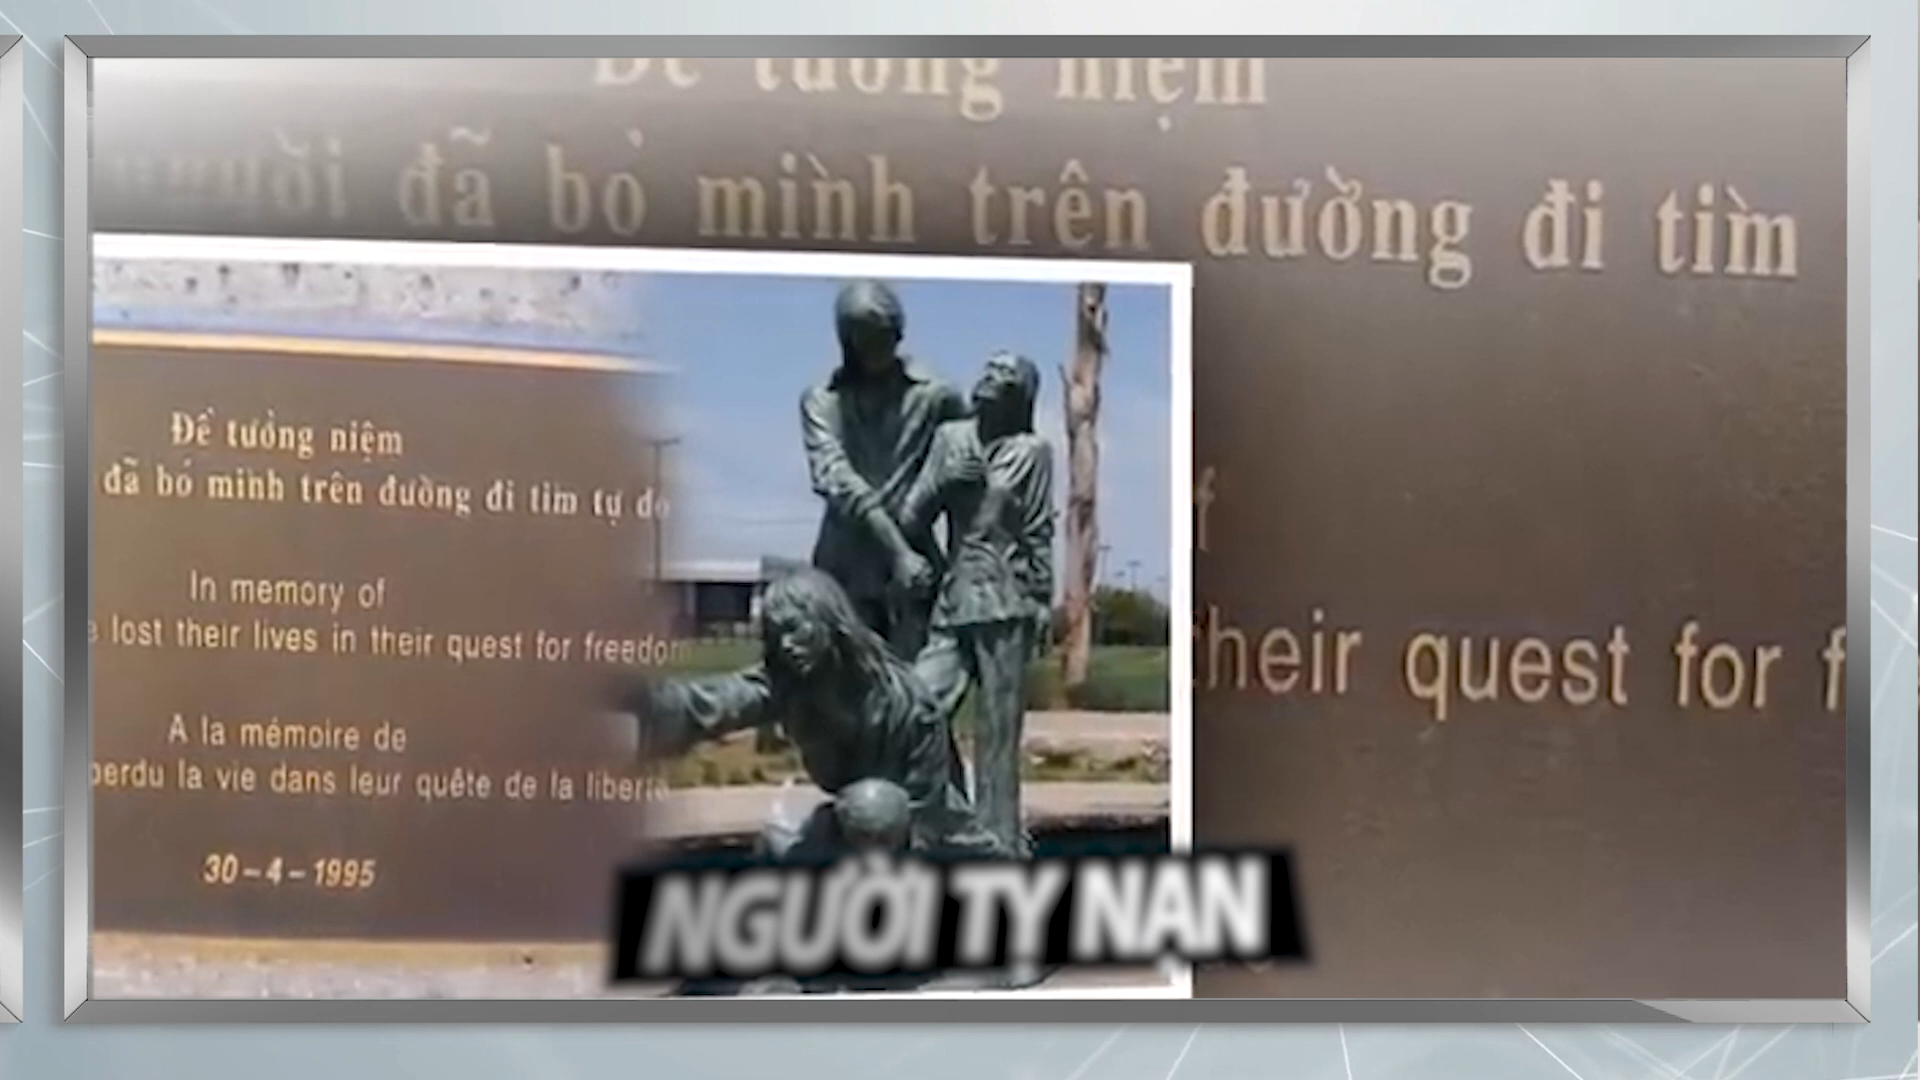 Để tưởng niệm
người đã bỏ mình trên đường đi tìm
their quest for f
Để tưởng niệm
đã bỏ mình trên đường đi tìm tự do
In memory of
lost their lives in their quest for freedom
A la mémoire de
perdu la vie dans leur quête de la liberté
30-4-1995
NGƯỜI TỴ NẠN